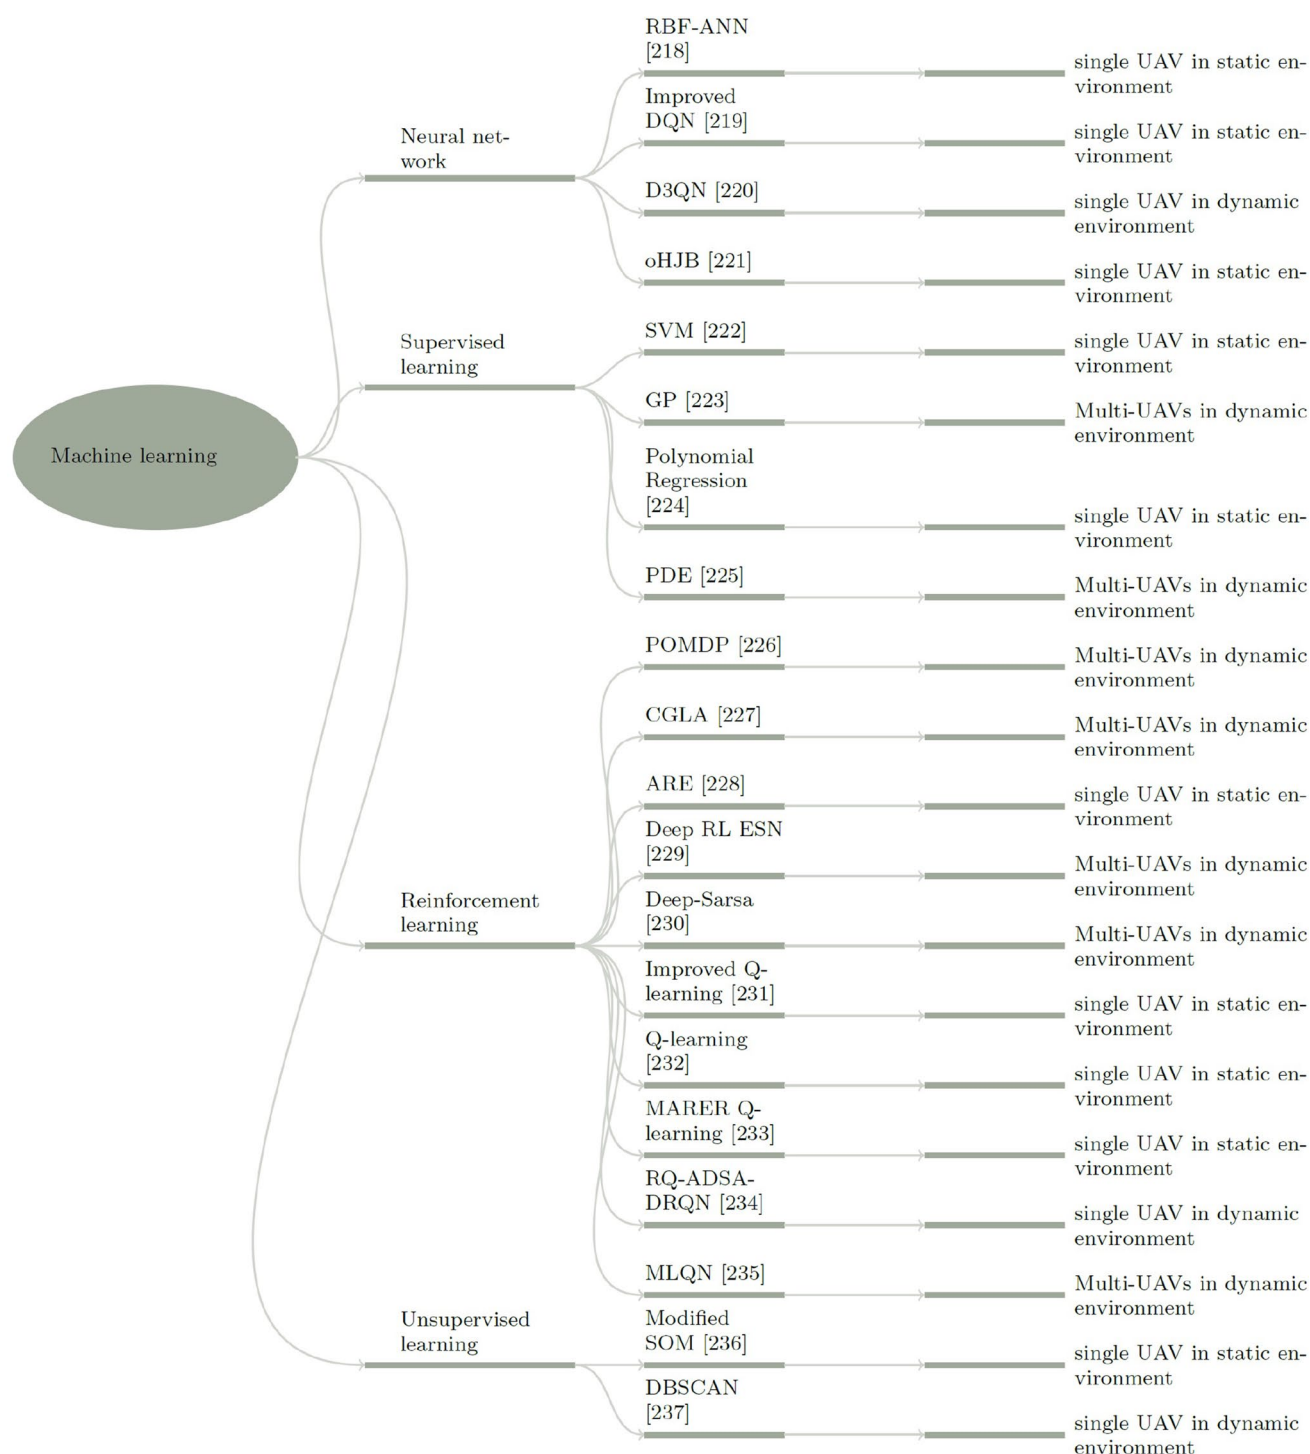 Machine learning
Neural net-
work
RBF-ANN
[218]
single UAV in static en-
vironment
Improved
DQN [219]
single UAV in static en-
vironment
D3QN [220]
single UAV in dynamic
environment
oHJB [221]
single UAV in static en-
vironment
Supervised
learning
SVM [222]
single UAV in static en-
vironment
GP [223]
Multi-UAVs in dynamic
environment
Polynomial
Regression
[224]
single UAV in static en-
vironment
PDE [225]
Multi-UAVs in dynamic
environment
Reinforcement
learning
POMDP [226]
Multi-UAVs in dynamic
environment
CGLA [227]
Multi-UAVs in dynamic
environment
ARE [228]
single UAV in static en-
vironment
Deep RL ESN
[229]
Multi-UAVs in dynamic
environment
Deep-Sarsa
[230]
Multi-UAVs in dynamic
environment
Improved Q-
learning [231]
single UAV in static en-
vironment
Q-learning
[232]
single UAV in static en-
vironment
MARER Q-
learning [233]
single UAV in static en-
vironment
RQ-ADSA-
DRQN [234]
single UAV in dynamic
environment
MLQN [235]
Multi-UAVs in dynamic
environment
Unsupervised
learning
Modified
SOM [236]
single UAV in static en-
vironment
DBSCAN
[237]
single UAV in dynamic
environment